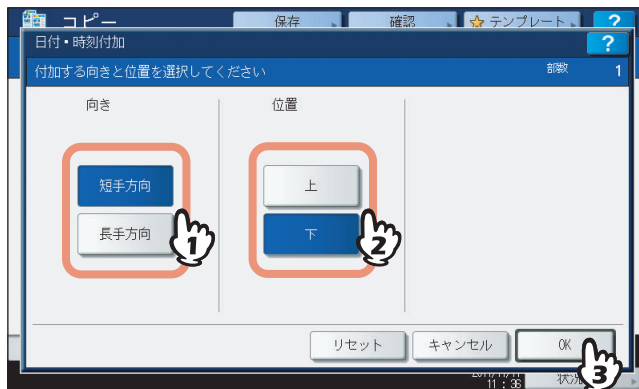 コピー 保存 確認 テンプレート ?
日付・時刻付加 ?
付加する向きと位置を選択してください 部数 1
向き 位置
短手方向 上
長手方向 下
1 2
リセット キャンセル OK
3
11:36 状況